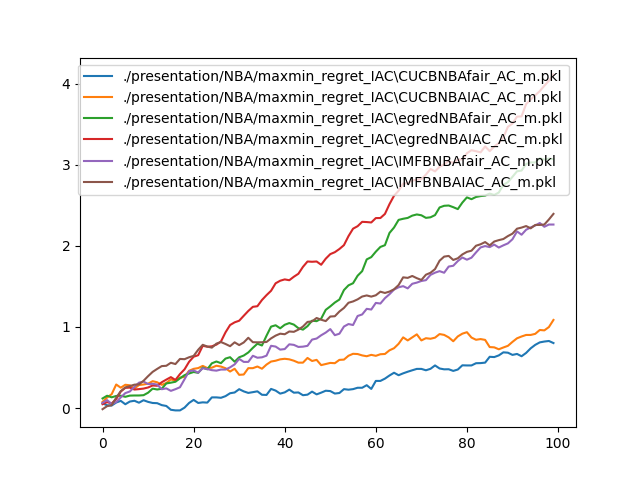 ./presentation/NBA/maxmin_regret_IAC\CUCBNBAfair_AC_m.pkl
./presentation/NBA/maxmin_regret_IAC\CUCBNBAIAC_AC_m.pkl
./presentation/NBA/maxmin_regret_IAC\egredNBAfair_AC_m.pkl
./presentation/NBA/maxmin_regret_IAC\egredNBAIAC_AC_m.pkl
./presentation/NBA/maxmin_regret_IAC\IMFBNBAfair_AC_m.pkl
./presentation/NBA/maxmin_regret_IAC\IMFBNBAIAC_AC_m.pkl
4
3
2
1
0
0 20 40 60 80 100